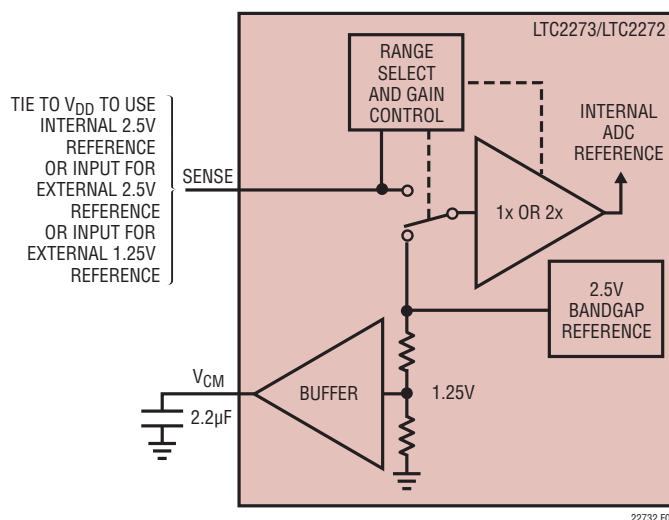 LTC2273/LTC2272
RANGE
SELECT
AND GAIN
CONTROL
TIE TO VDD TO USE
INTERNAL 2.5V
REFERENCE
OR INPUT FOR
EXTERNAL 2.5V
REFERENCE
OR INPUT FOR
EXTERNAL 1.25V
REFERENCE
SENSE
INTERNAL
ADC
REFERENCE
1x OR 2x
2.5V
BANDGAP
REFERENCE
VCM
BUFFER
1.25V
2.2µF